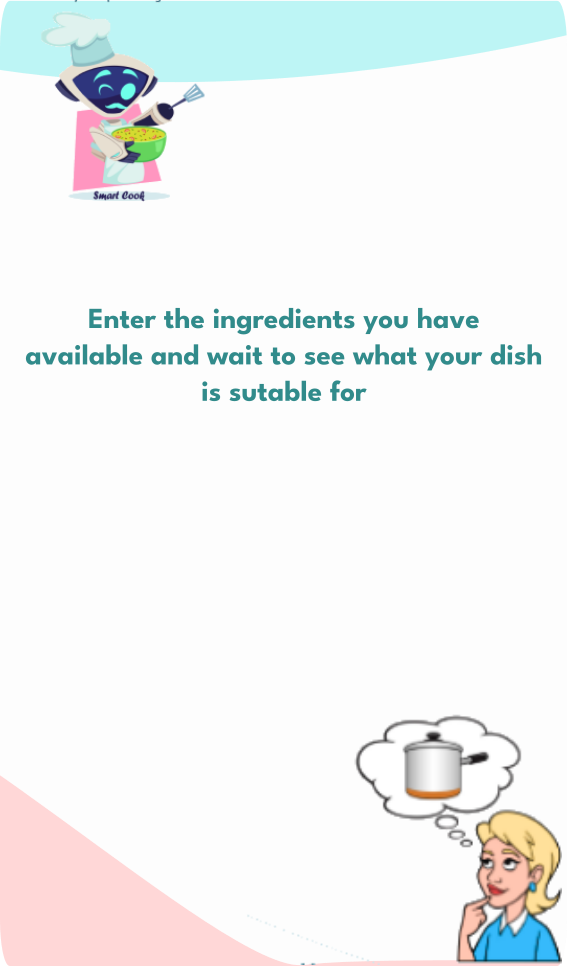 Smart Cook
Enter the ingredients you have
available and wait to see what your dish
is sutable for